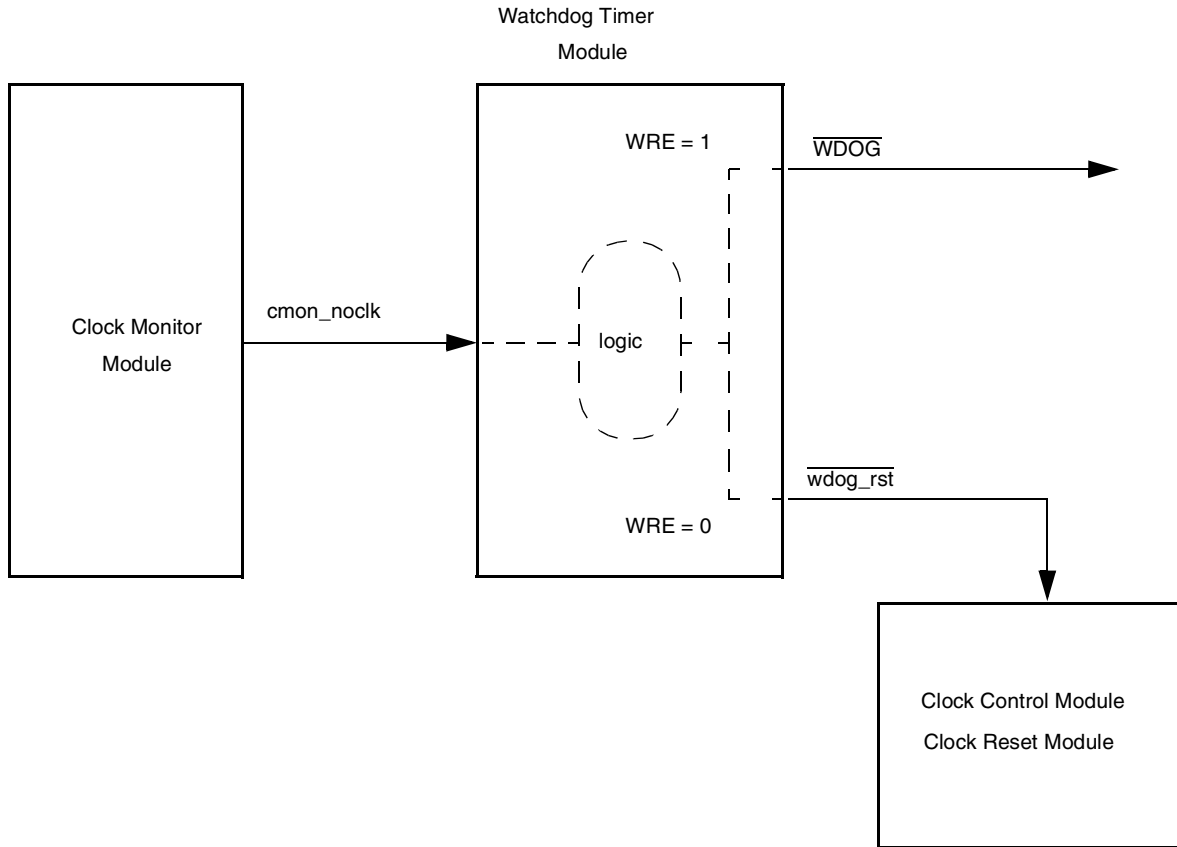 Watchdog Timer
Module
WRE = 1
WDOG
cmon_noclk
Clock Monitor
Module
logic
wdog_rst
WRE = 0
Clock Control Module
Clock Reset Module